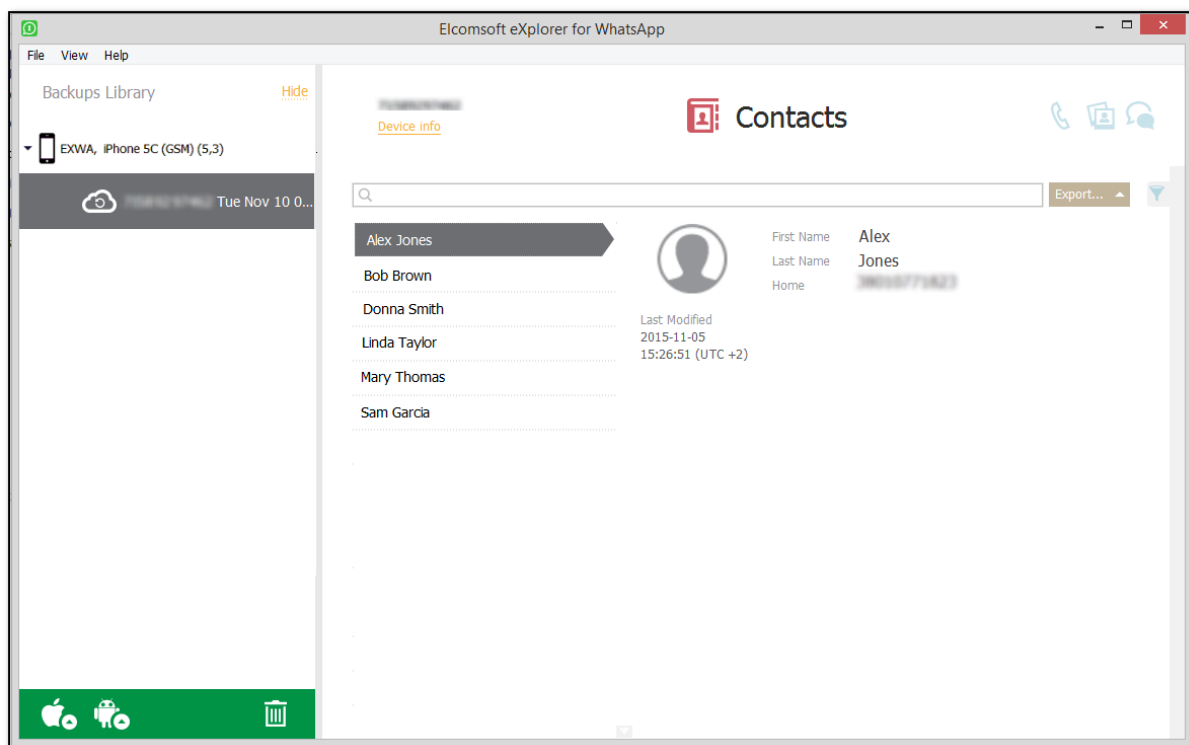 Elcomsoft eXplorer for WhatsApp
File View Help
Backups Library Hide
EXWA, iPhone 5C (GSM) (5,3)
Tue Nov 10 0...
Device info
Contacts
Export...
Alex Jones
Bob Brown
Donna Smith
Linda Taylor
Mary Thomas
Sam Garcia
First Name Alex
Last Name Jones
Home
Last Modified
2015-11-05
15:26:51 (UTC +2)